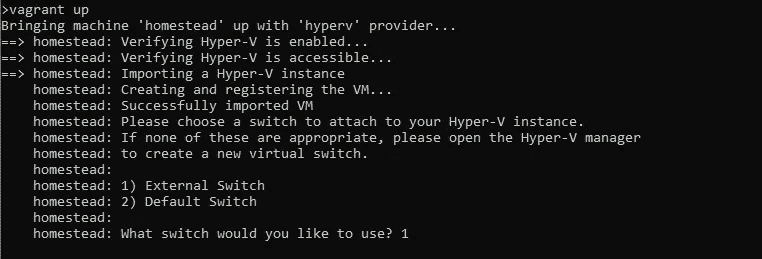 >vagrant up
Bringing machine 'homestead' up with 'hyperv' provider...
==> homestead: Verifying Hyper-V is enabled...
==> homestead: Verifying Hyper-V is accessible...
==> homestead: Importing a Hyper-V instance
    homestead: Creating and registering the VM...
    homestead: Successfully imported VM
    homestead: Please choose a switch to attach to your Hyper-V instance.
    homestead: If none of these are appropriate, please open the Hyper-V manager
    homestead: to create a new virtual switch.
    homestead:
    homestead: 1) External Switch
    homestead: 2) Default Switch
    homestead:
    homestead: What switch would you like to use? 1